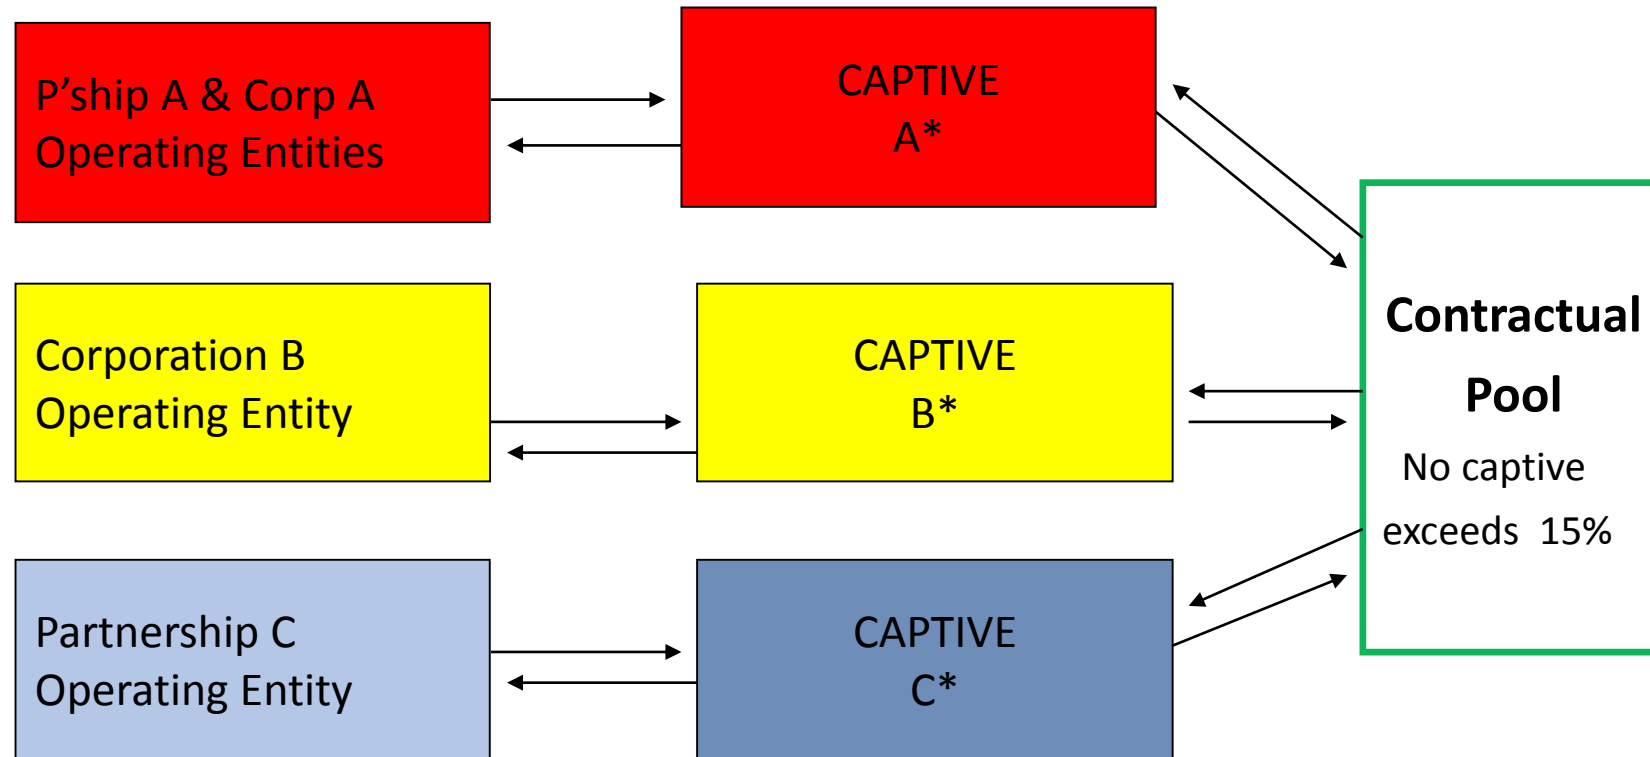 P’ship A & Corp A
Operating Entities
CAPTIVE
A*
Corporation B
Operating Entity
CAPTIVE
B*
Partnership C
Operating Entity
CAPTIVE
C*
Contractual
Pool
No captive
exceeds 15%